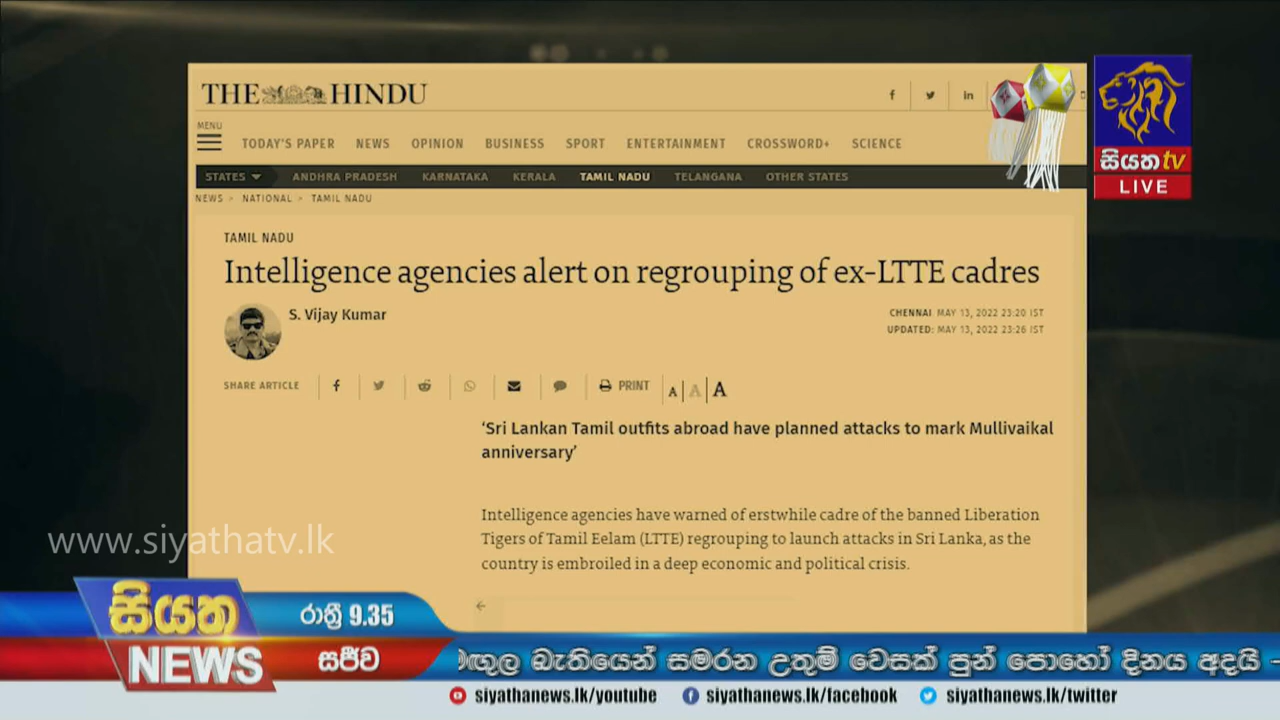 THE HINDU
MENU
TODAY'S PAPER NEWS OPINION BUSINESS SPORT ENTERTAINMENT CROSSWORD+ SCIENCE
STATES ANDHRA PRADESH KARNATAKA KERALA TAMIL NADU TELANGANA OTHER STATES
NEWS > NATIONAL > TAMIL NADU
TAMIL NADU
Intelligence agencies alert on regrouping of ex-LTTE cadres
S. Vijay Kumar
CHENNAI MAY 13, 2022 23:20 IST
UPDATED: MAY 13, 2022 23:26 IST
SHARE ARTICLE PRINT A A A
‘Sri Lankan Tamil outfits abroad have planned attacks to mark Mullivaikal
anniversary’
Intelligence agencies have warned of erstwhile cadre of the banned Liberation
Tigers of Tamil Eelam (LTTE) regrouping to launch attacks in Sri Lanka, as the
country is embroiled in a deep economic and political crisis.
සියත tv
LIVE
www.siyathatv.lk
සියත
NEWS
රාත්‍රී 9.35
සජීව
බැතියෙන් සමරන උතුම් වෙසක් පුන් පොහෝ දිනය අදයි -
siyathanews.lk/youtube siyathanews.lk/facebook siyathanews.lk/twitter